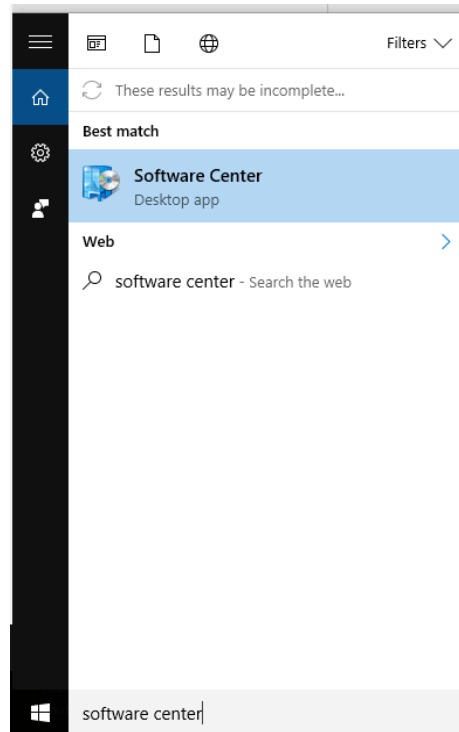 Filters
These results may be incomplete...
Best match
Software Center
Desktop app
Web
software center - Search the web
software center